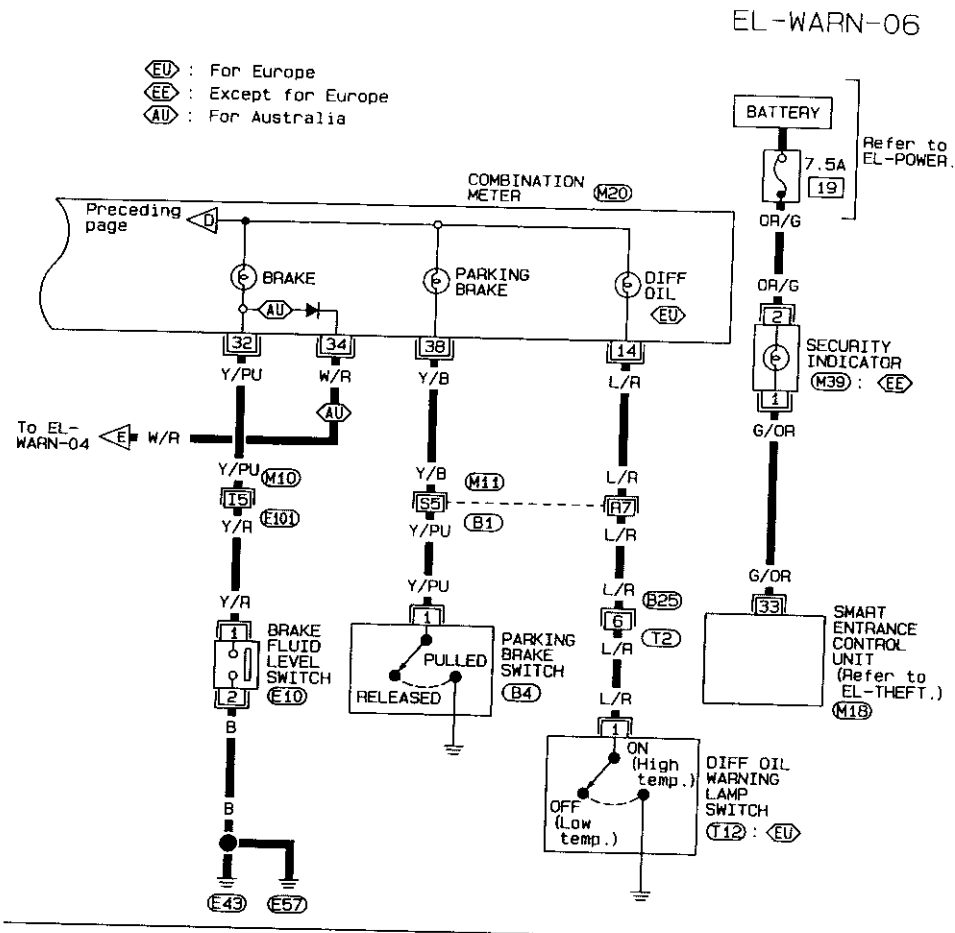 EL-WARN-06
EU : For Europe
EE : Except for Europe
AU : For Australia
BATTERY
Refer to
EL-POWER.
7.5A
19
OR/G
COMBINATION
METER
M20
Preceding
page
D
BRAKE
PARKING
BRAKE
DIFF
OIL
EU
AU
OR/G
2
SECURITY
INDICATOR
M39 : EE
1
G/OR
32
34
38
14
Y/PU
W/R
Y/B
L/R
AU
To EL-
WARN-04
E
W/R
Y/PU
M10
Y/B
M11
L/R
I5
S5
A7
E101
B1
Y/R
Y/PU
L/R
G/OR
33
SMART
ENTRANCE
CONTROL
UNIT
(Refer to
EL-THEFT.)
M18
Y/R
Y/PU
L/R
B25
6
T2
L/R
1
BRAKE
FLUID
LEVEL
SWITCH
E10
2
B
1
PULLED
RELEASED
PARKING
BRAKE
SWITCH
B4
L/R
1
ON
(High
temp.)
OFF
(Low
temp.)
DIFF OIL
WARNING
LAMP
SWITCH
T12 : EU
B
E43
E57